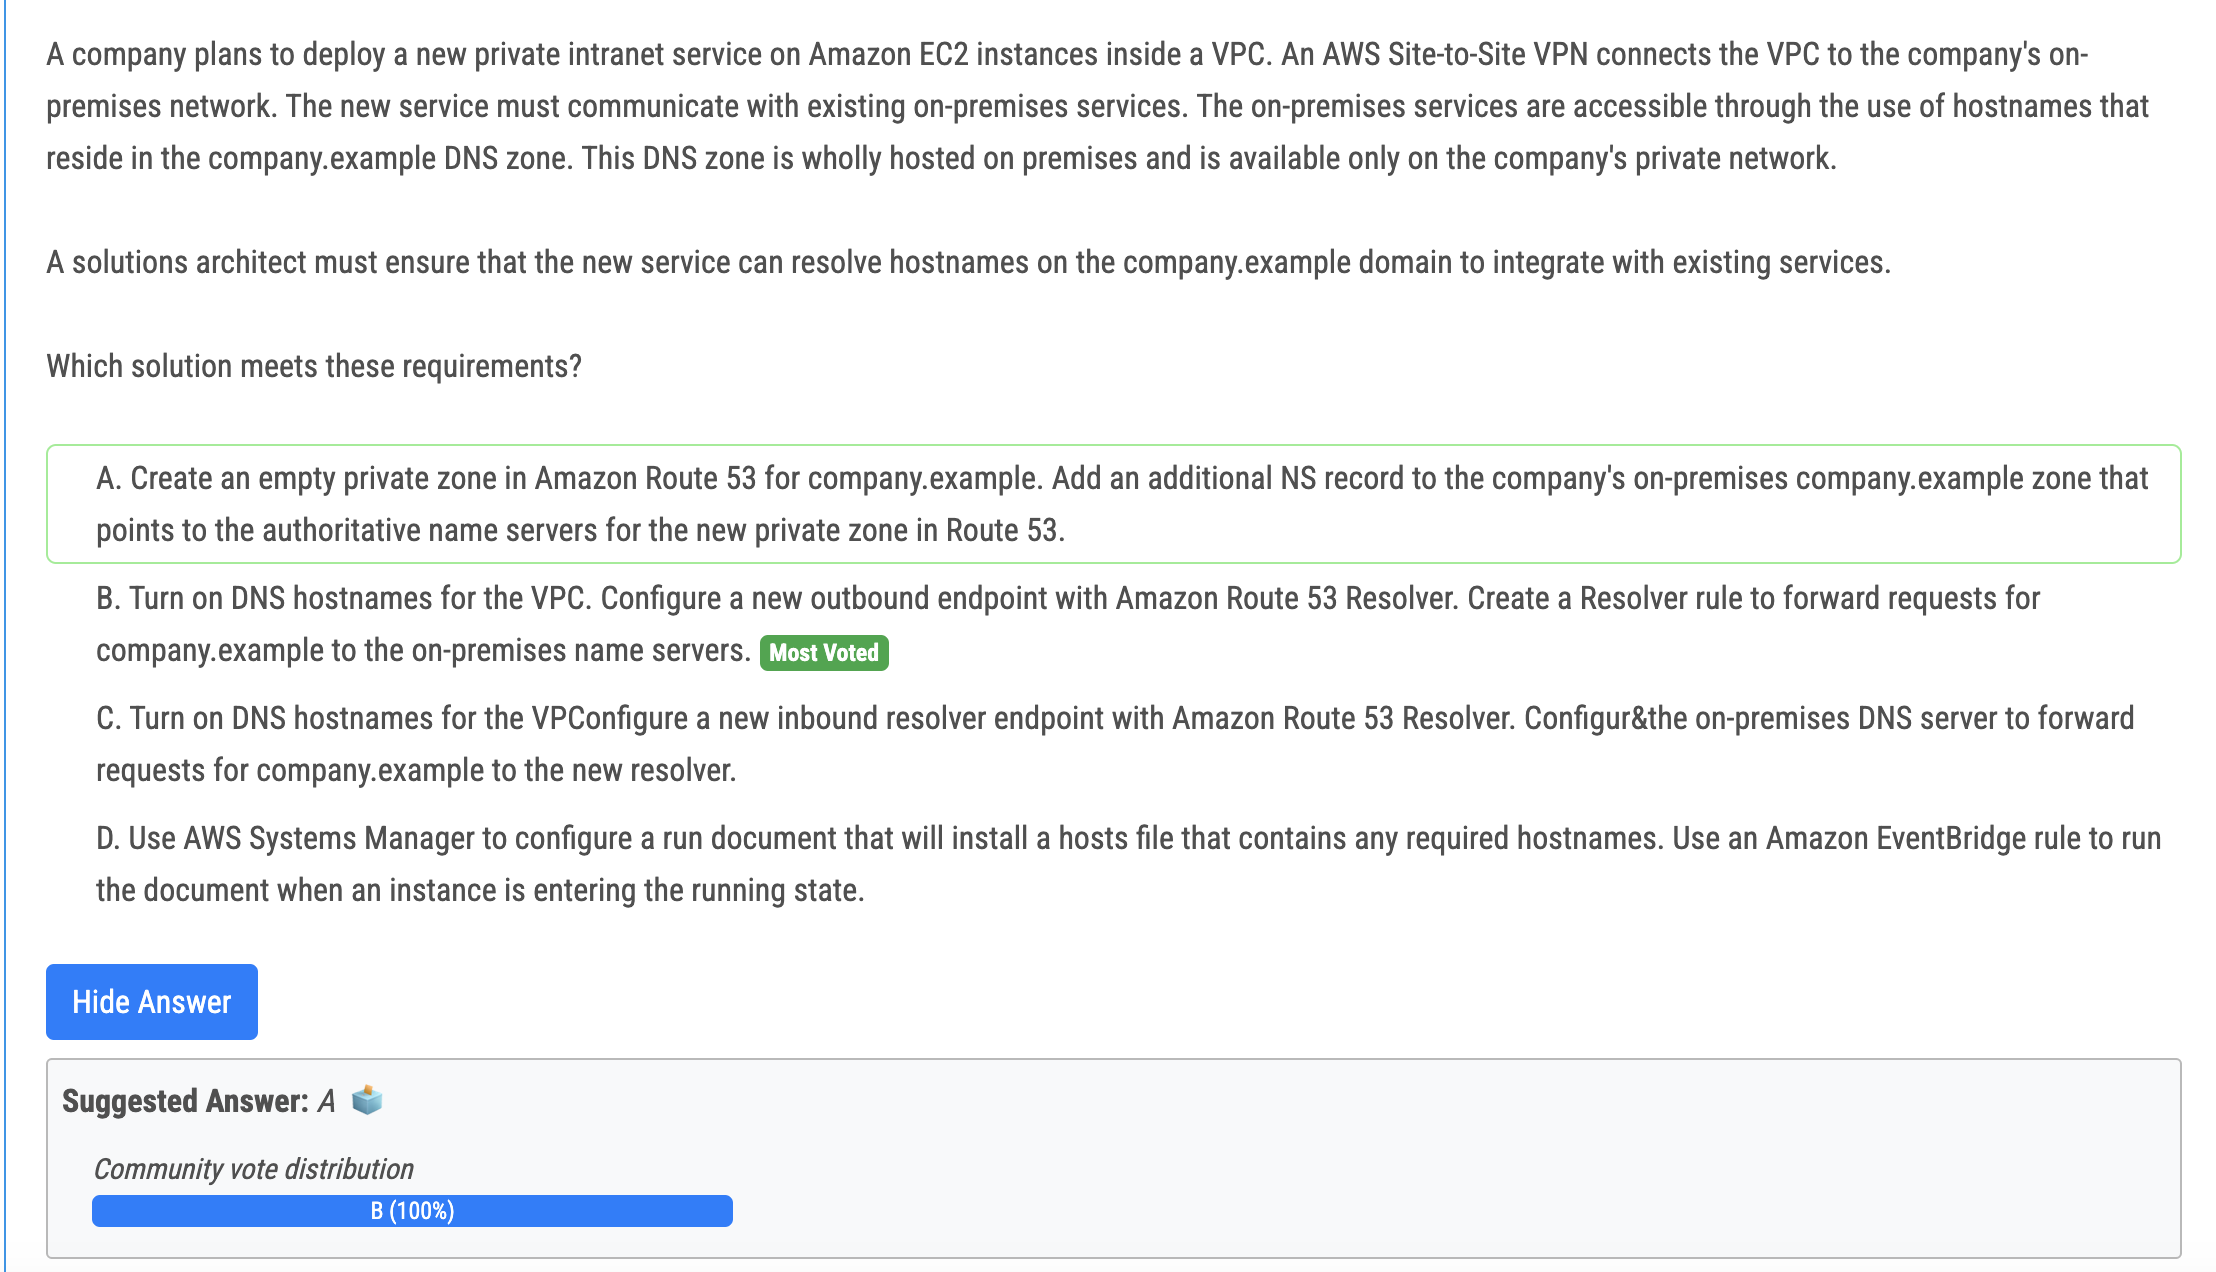 A company plans to deploy a new private intranet service on Amazon EC2 instances inside a VPC. An AWS Site-to-Site VPN connects the VPC to the company's on-
premises network. The new service must communicate with existing on-premises services. The on-premises services are accessible through the use of hostnames that
reside in the company.example DNS zone. This DNS zone is wholly hosted on premises and is available only on the company's private network.
A solutions architect must ensure that the new service can resolve hostnames on the company.example domain to integrate with existing services.
Which solution meets these requirements?
A. Create an empty private zone in Amazon Route 53 for company.example. Add an additional NS record to the company's on-premises company.example zone that
points to the authoritative name servers for the new private zone in Route 53.
B. Turn on DNS hostnames for the VPC. Configure a new outbound endpoint with Amazon Route 53 Resolver. Create a Resolver rule to forward requests for
company.example to the on-premises name servers. Most Voted
C. Turn on DNS hostnames for the VPConfigure a new inbound resolver endpoint with Amazon Route 53 Resolver. Configur&the on-premises DNS server to forward
requests for company.example to the new resolver.
D. Use AWS Systems Manager to configure a run document that will install a hosts file that contains any required hostnames. Use an Amazon EventBridge rule to run
the document when an instance is entering the running state.
Hide Answer
Suggested Answer: A
Community vote distribution
B (100%)